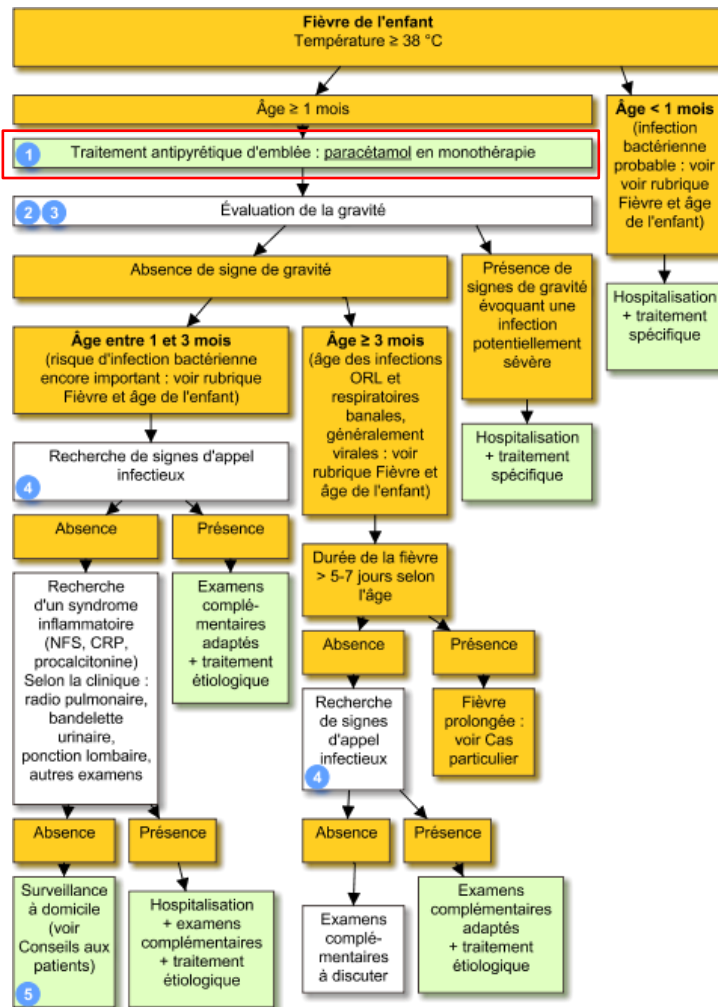 Fièvre de l'enfant
Température ≥ 38 °C
Âge ≥ 1 mois
Âge < 1 mois
(infection
bactérienne
probable : voir
voir rubrique
Fièvre et âge
de l'enfant)
1
Traitement antipyrétique d'emblée : paracétamol en monothérapie
2 3
Évaluation de la gravité
Absence de signe de gravité
Présence de
signes de gravité
évoquant une
infection
potentiellement
sévère
Hospitalisation
+ traitement
spécifique
Âge entre 1 et 3 mois
(risque d'infection bactérienne
encore important : voir rubrique
Fièvre et âge de l'enfant)
Âge ≥ 3 mois
(âge des infections
ORL et
respiratoires
banales,
généralement
virales : voir
rubrique Fièvre et
âge de l'enfant)
Hospitalisation
+ traitement
spécifique
Recherche de signes d'appel
infectieux
4
Absence
Présence
Durée de la fièvre
> 5-7 jours selon
l'âge
Recherche
d'un syndrome
inflammatoire
(NFS, CRP,
procalcitonine)
Selon la clinique :
radio pulmonaire,
bandelette
urinaire,
ponction lombaire,
autres examens
Examens
complé-
mentaires
adaptés
+ traitement
étiologique
Absence
Présence
Recherche
de signes
d'appel
infectieux
4
Fièvre
prolongée :
voir Cas
particulier
Absence
Présence
Absence
Présence
Surveillance
à domicile
(voir
Conseils aux
patients)
5
Hospitalisation
+ examens
complémentaires
+ traitement
étiologique
Examens
complé-
mentaires
à discuter
Examens
complémentaires
adaptés
+ traitement
étiologique